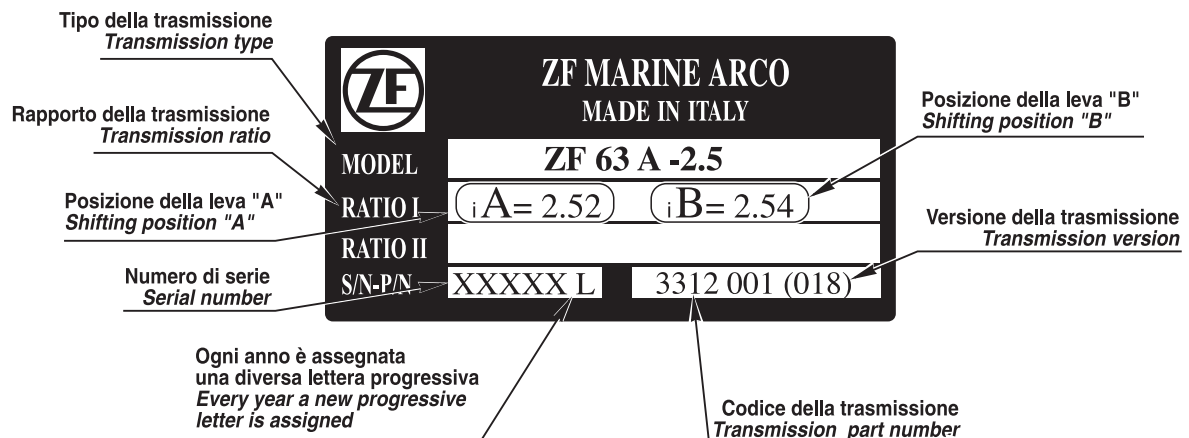 Tipo della trasmissione
Transmission type
Rapporto della trasmissione
Transmission ratio
Posizione della leva "A"
Shifting position "A"
Numero di serie
Serial number
Ogni anno è assegnata
una diversa lettera progressiva
Every year a new progressive
letter is assigned
ZF
ZF MARINE ARCO
MADE IN ITALY
MODEL ZF 63 A -2.5
RATIO I iA= 2.52 iB= 2.54
RATIO II
S/N-P/N XXXXX L 3312 001 (018)
Posizione della leva "B"
Shifting position "B"
Versione della trasmissione
Transmission version
Codice della trasmissione
Transmission part number